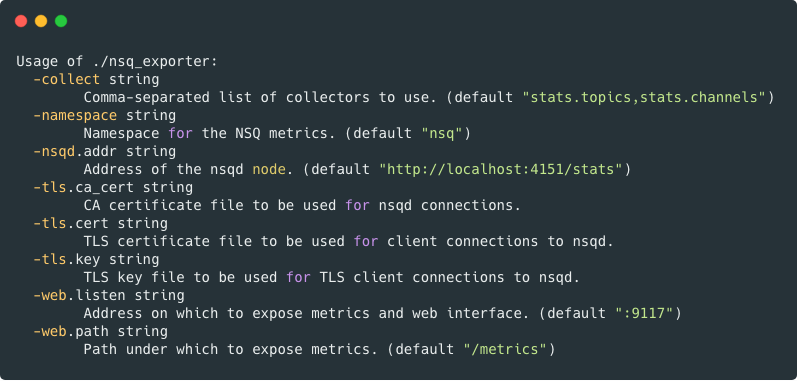 Usage of ./nsq_exporter:
-collect string
Comma-separated list of collectors to use. (default "stats.topics,stats.channels")
-namespace string
Namespace for the NSQ metrics. (default "nsq")
-nsqd.addr string
Address of the nsqd node. (default "http://localhost:4151/stats")
-tls.ca_cert string
CA certificate file to be used for nsqd connections.
-tls.cert string
TLS certificate file to be used for client connections to nsqd.
-tls.key string
TLS key file to be used for TLS client connections to nsqd.
-web.listen string
Address on which to expose metrics and web interface. (default ":9117")
-web.path string
Path under which to expose metrics. (default "/metrics")